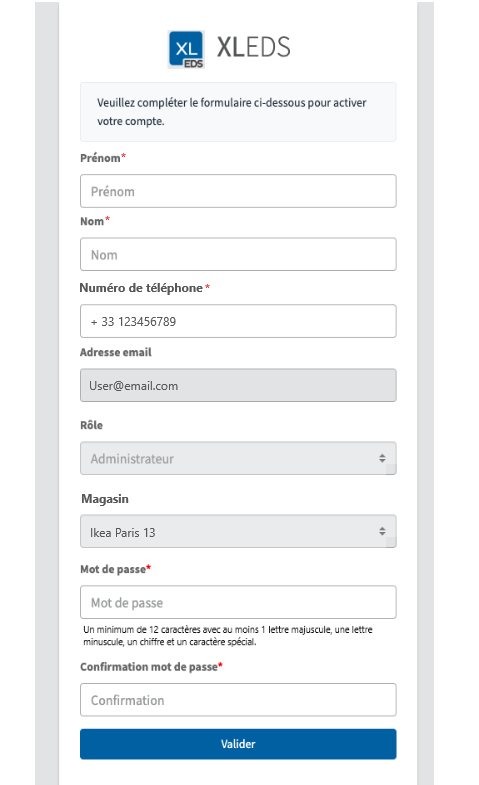 XL
EDS
XLEDS
Veuillez compléter le formulaire ci-dessous pour activer
votre compte.
Prénom*
Prénom
Nom*
Nom
Numéro de téléphone*
+ 33 123456789
Adresse email
User@email.com
Rôle
Administrateur
Magasin
Ikea Paris 13
Mot de passe*
Mot de passe
Un minimum de 12 caractères avec au moins 1 lettre majuscule, une lettre
minuscule, un chiffre et un caractère spécial.
Confirmation mot de passe*
Confirmation
Valider